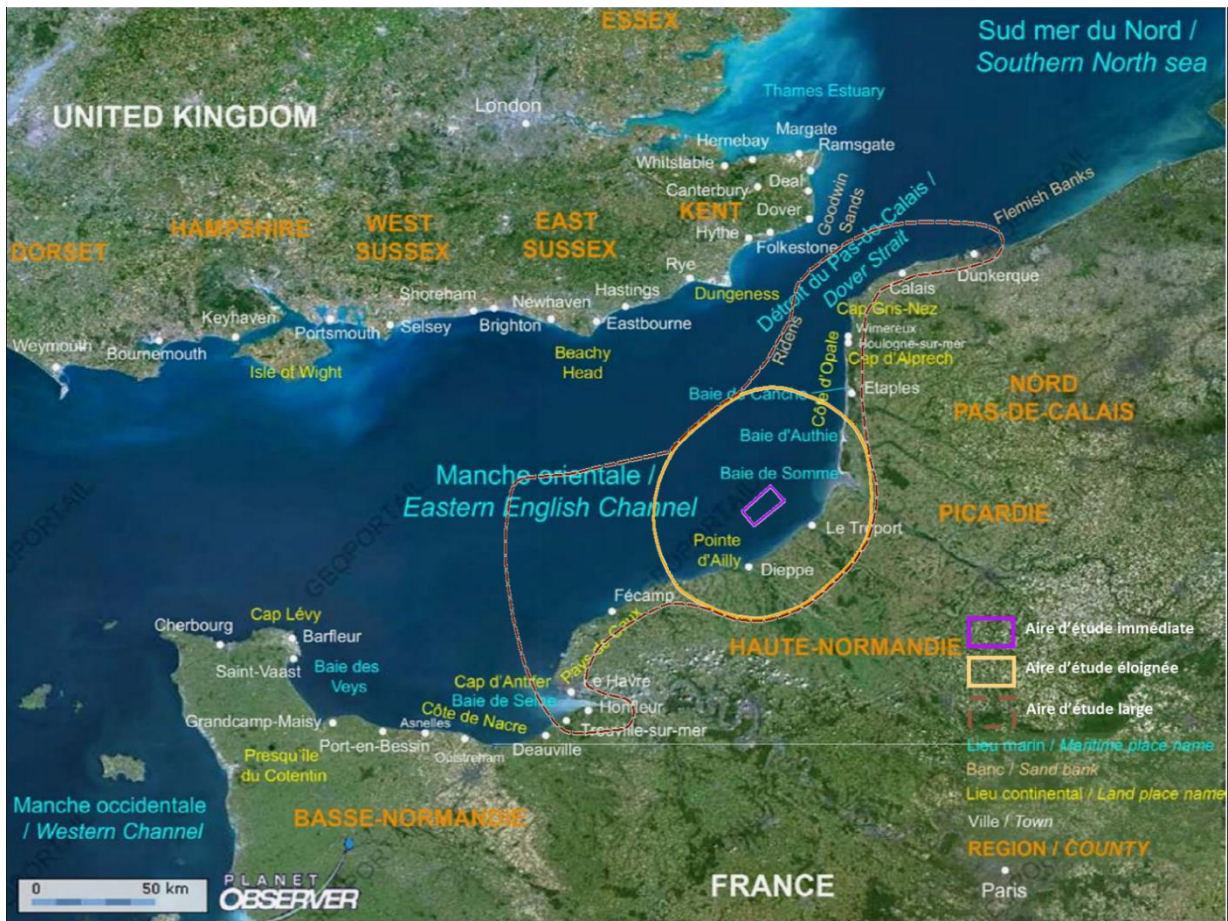 ESSEX
Sud mer du Nord /
Southern North sea
UNITED KINGDOM
London
Thames Estuary
Margate
Hernebay
Ramsgate
Whitstable
Deal
Canterbury
Goodwin
Sands
KENT
Dover
Flemish Banks
HAMPSHIRE
WEST
SUSSEX
EAST
SUSSEX
DORSET
Hythe
Folkestone
Détroit du Pas-de-Calais /
Dover Strait
Dunkerque
Calais
Rye
Dungeness
Hastings
Shoreham
Newhaven
Cap Gris-Nez
Keyhaven
Portsmouth
Selsey
Brighton
Eastbourne
Wimereux
Boulogne-sur-mer
Weymouth
Bournemouth
Ridens
Cap d'Alprech
Isle of Wight
Beachy
Head
Côte d'Opale
Etaples
NORD
PAS-DE-CALAIS
Baie de Canche
Baie d'Authie
Manche orientale /
Eastern English Channel
Baie de Somme
GEOPORTAIL
GEOPORTAIL
GEOPORTAIL
PICARDIE
Le Tréport
Pointe
d'Ailly
Dieppe
Fécamp
Cap Lévy
Cherbourg
Barfleur
Saint-Vaast
Baie des
Veys
Pays de Caux
HAUTE-NORMANDIE
Aire d'étude immédiate
Aire d'étude éloignée
Aire d'étude large
Cap d'Antifer
Le Havre
Baie de Seine
Honfleur
Grandcamp-Maisy
Côte de Nacre
Asnelles
Trouville-sur-mer
Port-en-Bessin
Ouistreham
Deauville
Presqu'île
du Cotentin
Lieu marin / Maritime place name
Banc / Sand bank
Lieu continental / Land place name
Ville / Town
REGION / COUNTY
Manche occidentale
/ Western Channel
BASSE-NORMANDIE
Paris
FRANCE
0 50 km
PLANET
OBSERVER